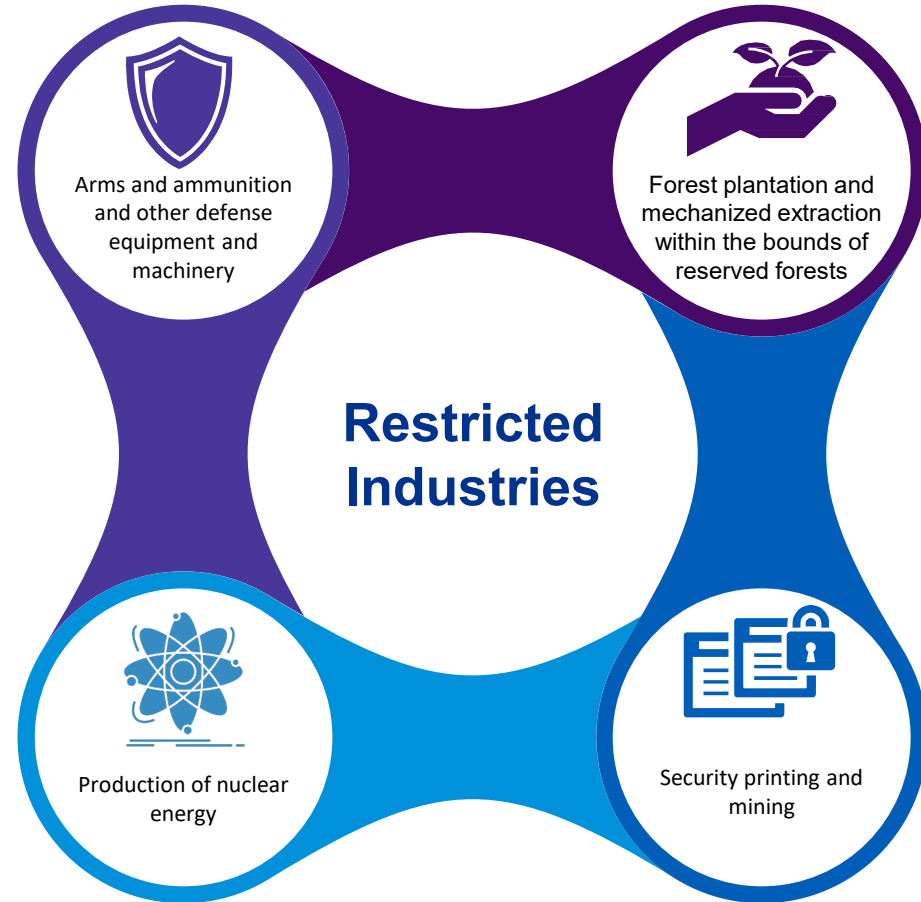 Arms and ammunition
and other defense
equipment and
machinery
Forest plantation and
mechanized extraction
within the bounds of
reserved forests
Restricted
Industries
Production of nuclear
energy
Security printing and
mining